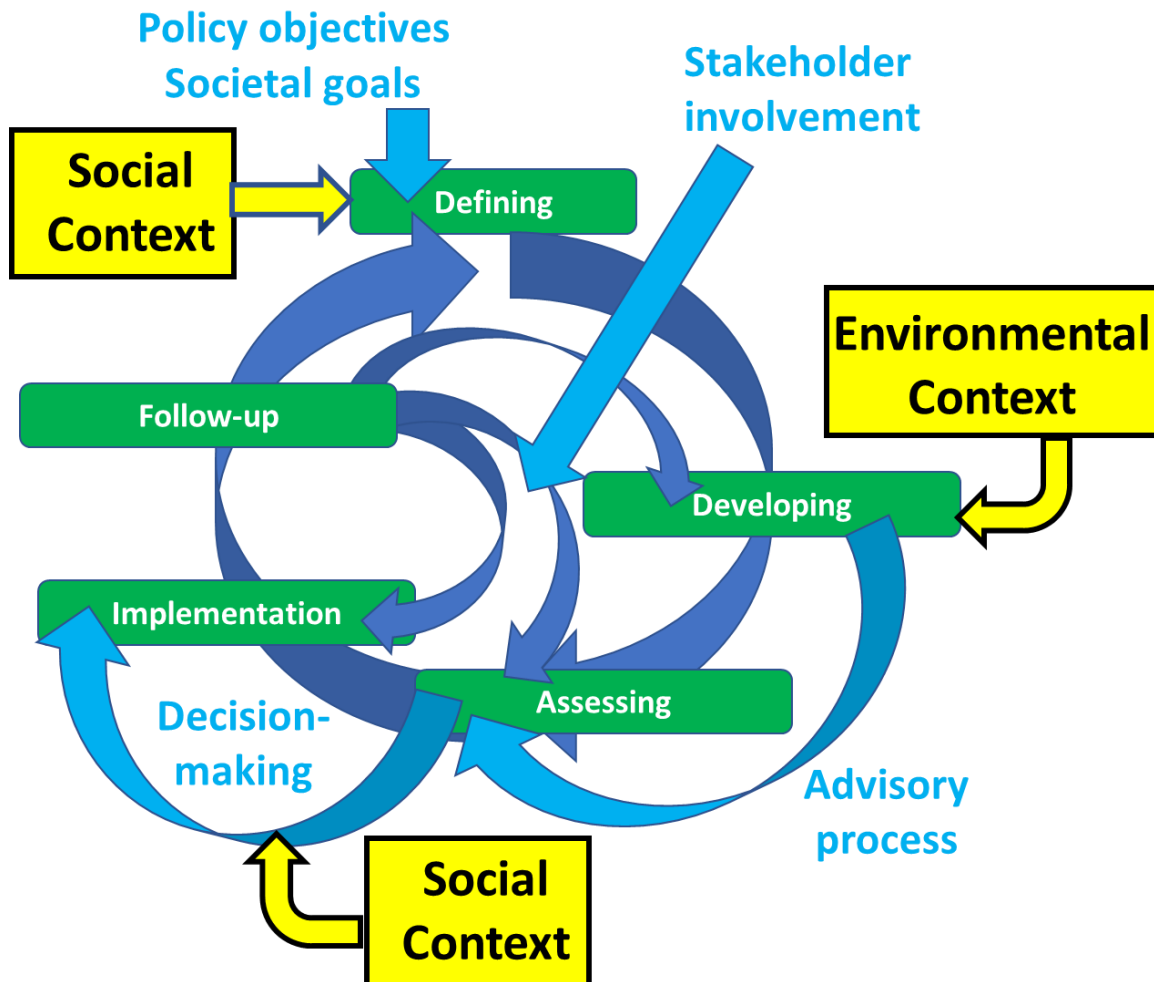 Policy objectives
Societal goals
Stakeholder
involvement
Social
Context
Defining
Environmental
Context
Follow-up
Developing
Implementation
Assessing
Decision-
making
Advisory
process
Social
Context